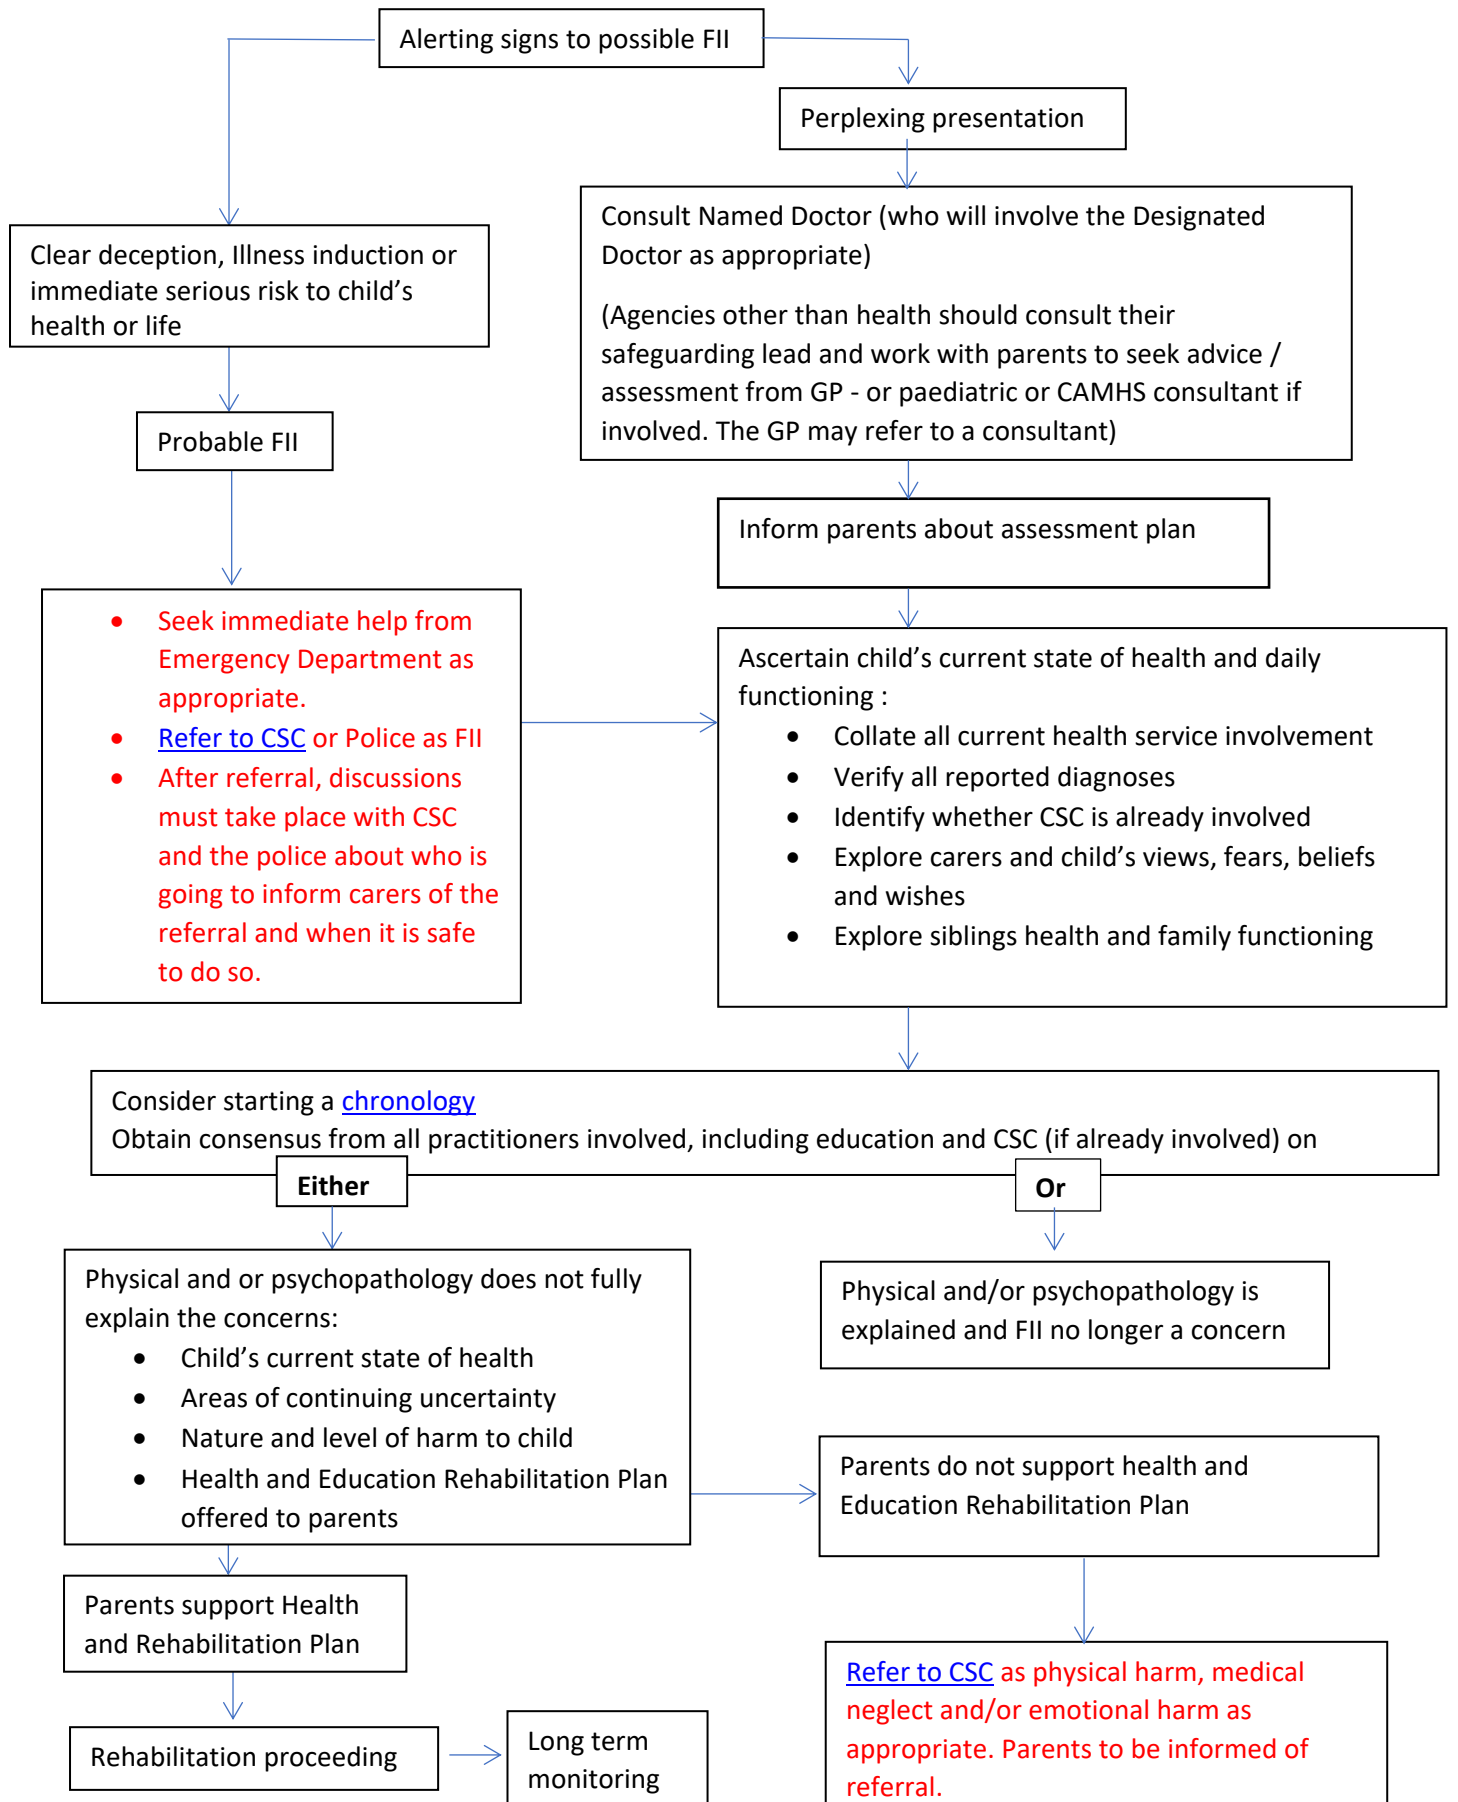 Alerting signs to possible FII
Perplexing presentation
Clear deception, Illness induction or
immediate serious risk to child’s
health or life
Consult Named Doctor (who will involve the Designated
Doctor as appropriate)
(Agencies other than health should consult their
safeguarding lead and work with parents to seek advice /
assessment from GP - or paediatric or CAMHS consultant if
involved. The GP may refer to a consultant)
Probable FII
Inform parents about assessment plan
• Seek immediate help from
Emergency Department as
appropriate.
• Refer to CSC or Police as FII
• After referral, discussions
must take place with CSC
and the police about who is
going to inform carers of the
referral and when it is safe
to do so.
Ascertain child’s current state of health and daily
functioning :
• Collate all current health service involvement
• Verify all reported diagnoses
• Identify whether CSC is already involved
• Explore carers and child’s views, fears, beliefs
and wishes
• Explore siblings health and family functioning
Consider starting a chronology
Obtain consensus from all practitioners involved, including education and CSC (if already involved) on
Either
Or
Physical and or psychopathology does not fully
explain the concerns:
• Child’s current state of health
• Areas of continuing uncertainty
• Nature and level of harm to child
• Health and Education Rehabilitation Plan
offered to parents
Physical and/or psychopathology is
explained and FII no longer a concern
Parents do not support health and
Education Rehabilitation Plan
Parents support Health
and Rehabilitation Plan
Refer to CSC as physical harm, medical
neglect and/or emotional harm as
appropriate. Parents to be informed of
referral.
Rehabilitation proceeding
Long term
monitoring